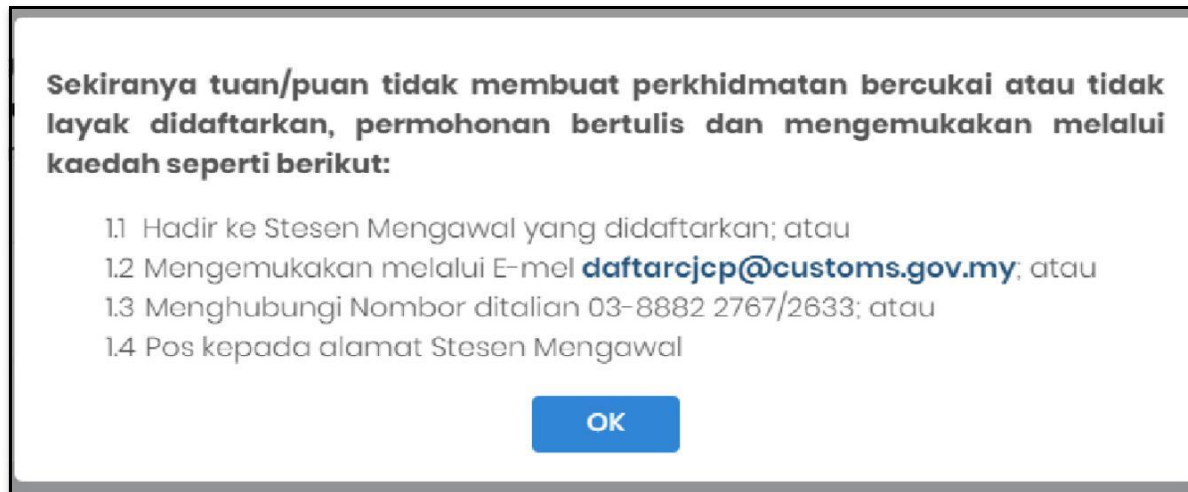 Sekiranya tuan/puan tidak membuat perkhidmatan bercukai atau tidak
layak didaftarkan, permohonan bertulis dan mengemukakan melalui
kaedah seperti berikut:
1.1 Hadir ke Stesen Mengawal yang didaftarkan; atau
1.2 Mengemukakan melalui E-mel daftarcjcp@customs.gov.my; atau
1.3 Menghubungi Nombor ditalian 03-8882 2767/2633; atau
1.4 Pos kepada alamat Stesen Mengawal
OK